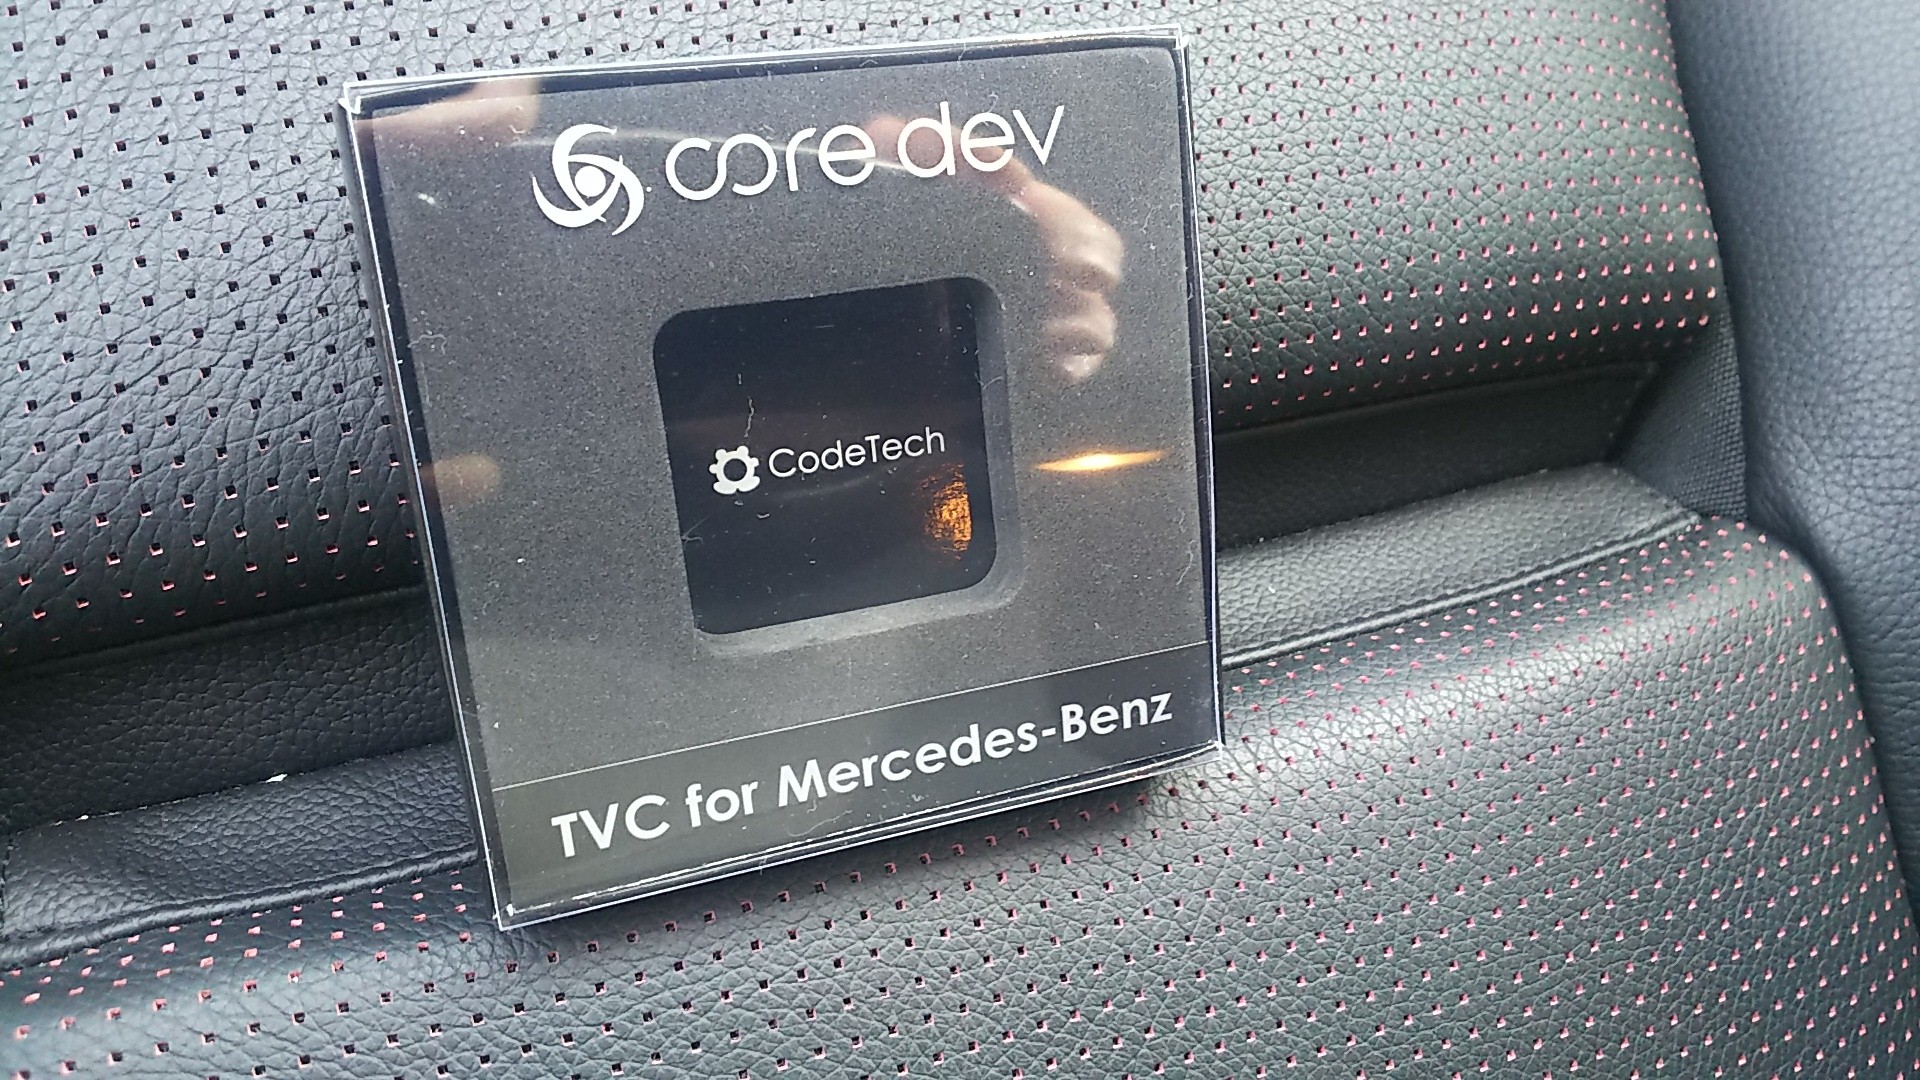 core dev
CodeTech
TVC for Mercedes-Benz